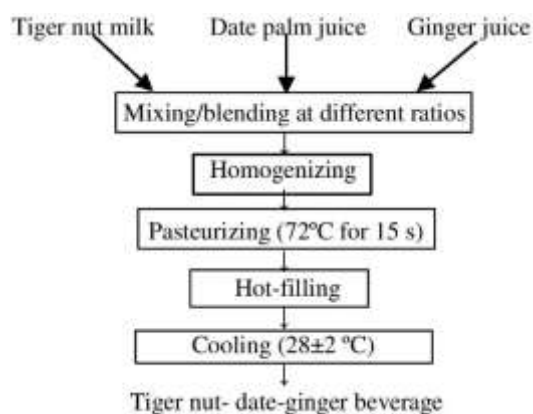 Tiger nut milk Date palm juice Ginger juice
Mixing/blending at different ratios
Homogenizing
Pasteurizing (72ºC for 15 s)
Hot-filling
Cooling (28±2 ºC)
Tiger nut- date-ginger beverage